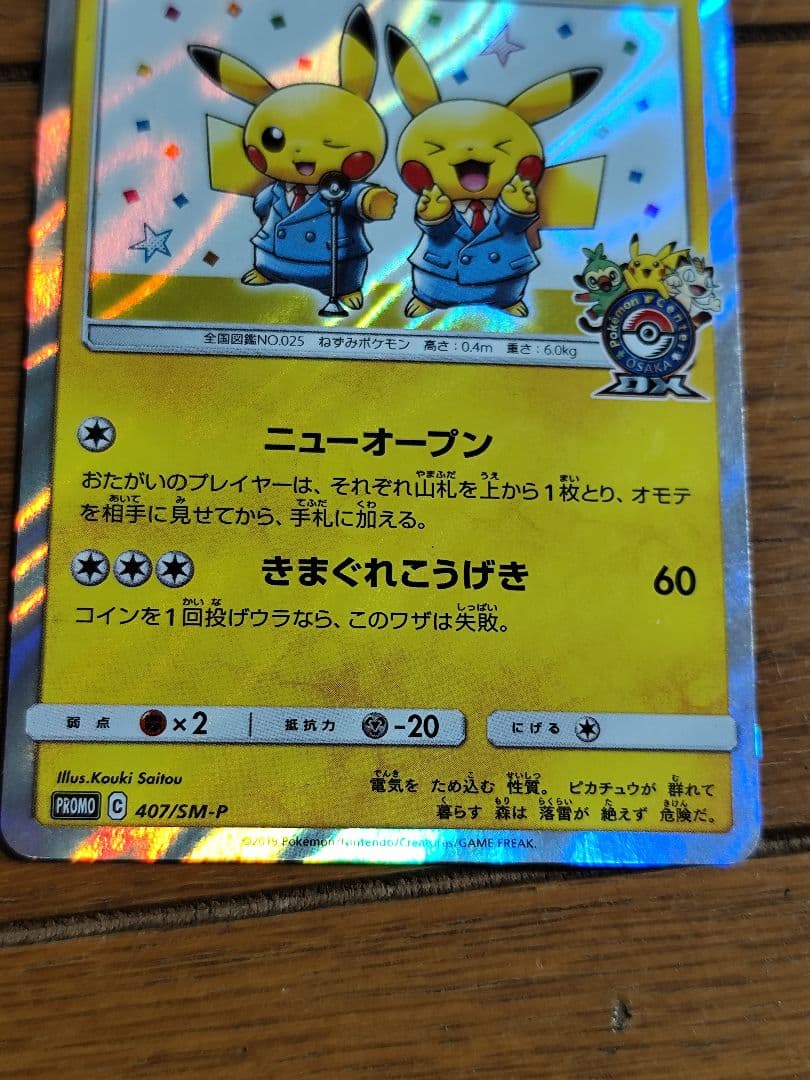 全国図鑑NO.025 ねずみポケモン 高さ：0.4m 重さ：6.0kg
Pokémon Center
OSAKA
DX
ニューオープン
おたがいのプレイヤーは、それぞれ山札を上から1枚とり、オモテ
を相手に見せてから、手札に加える。
きまぐれこうげき 60
コインを1回投げウラなら、このワザは失敗。
弱点 ×2 抵抗力 -20 にげる
Illus.Kouki Saitou
PROMO C 407/SM-P
電気を ため込む 性質。 ピカチュウが 群れて
暮らす 森は 落雷が 絶えず 危険だ。
©2019 Pokémon/Nintendo/Creatures/GAME FREAK.